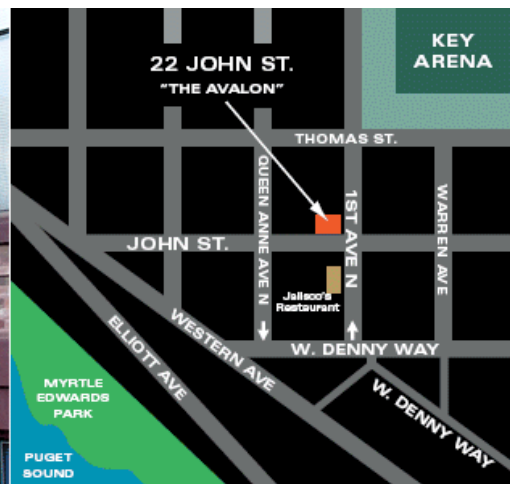 KEY
ARENA
22 JOHN ST.
"THE AVALON"
THOMAS ST.
QUEEN ANNE AVE N
1ST AVE N
WARREN AVE
JOHN ST.
Jalisco's
Restaurant
W. DENNY WAY
ELLIOTT AVE
WESTERN AVE
W. DENNY WAY
MYRTLE
EDWARDS
PARK
PUGET
SOUND